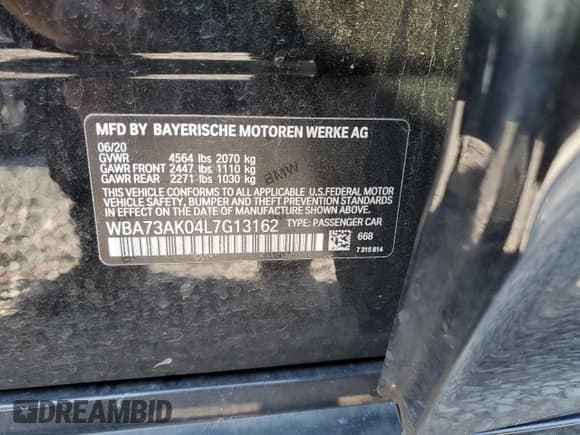 MFD BY BAYERISCHE MOTOREN WERKE AG
06/20
GVWR 4564 lbs 2070 kg
GAWR FRONT 2447 lbs 1110 kg
GAWR REAR 2271 lbs 1030 kg
THIS VEHICLE CONFORMS TO ALL APPLICABLE U.S.FEDERAL MOTOR
VEHICLE SAFETY, BUMPER AND THEFT PREVENTION STANDARDS IN
EFFECT ON THE DATE OF MANUFACTURE SHOWN ABOVE.
WBA73AK04L7G13162 TYPE: PASSENGER CAR
668
7 315 814
BMW
DREAMBID